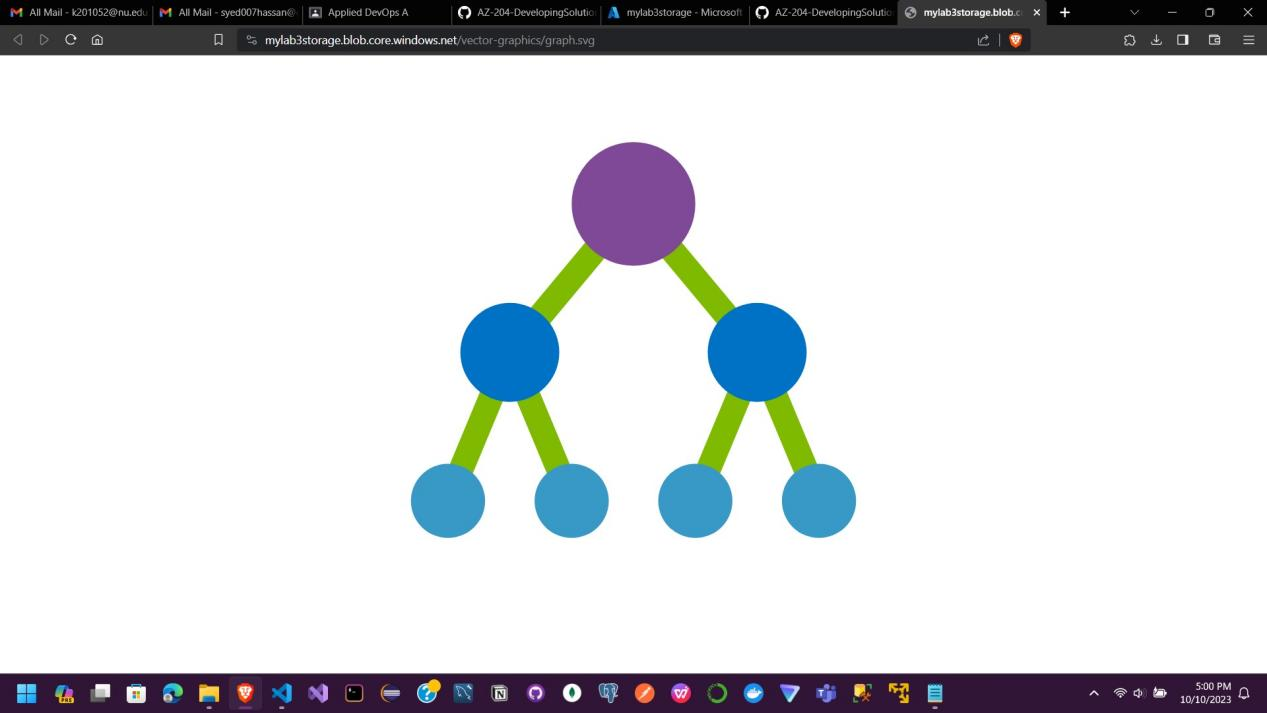 All Mail - k201052@nu.edu
All Mail - syed007hassan@
Applied DevOps A
AZ-204-DevelopingSolutio
mylab3storage - Microsoft
AZ-204-DevelopingSolutio
mylab3storage.blob.c
mylab3storage.blob.core.windows.net/vector-graphics/graph.svg
PRE
5:00 PM
10/10/2023